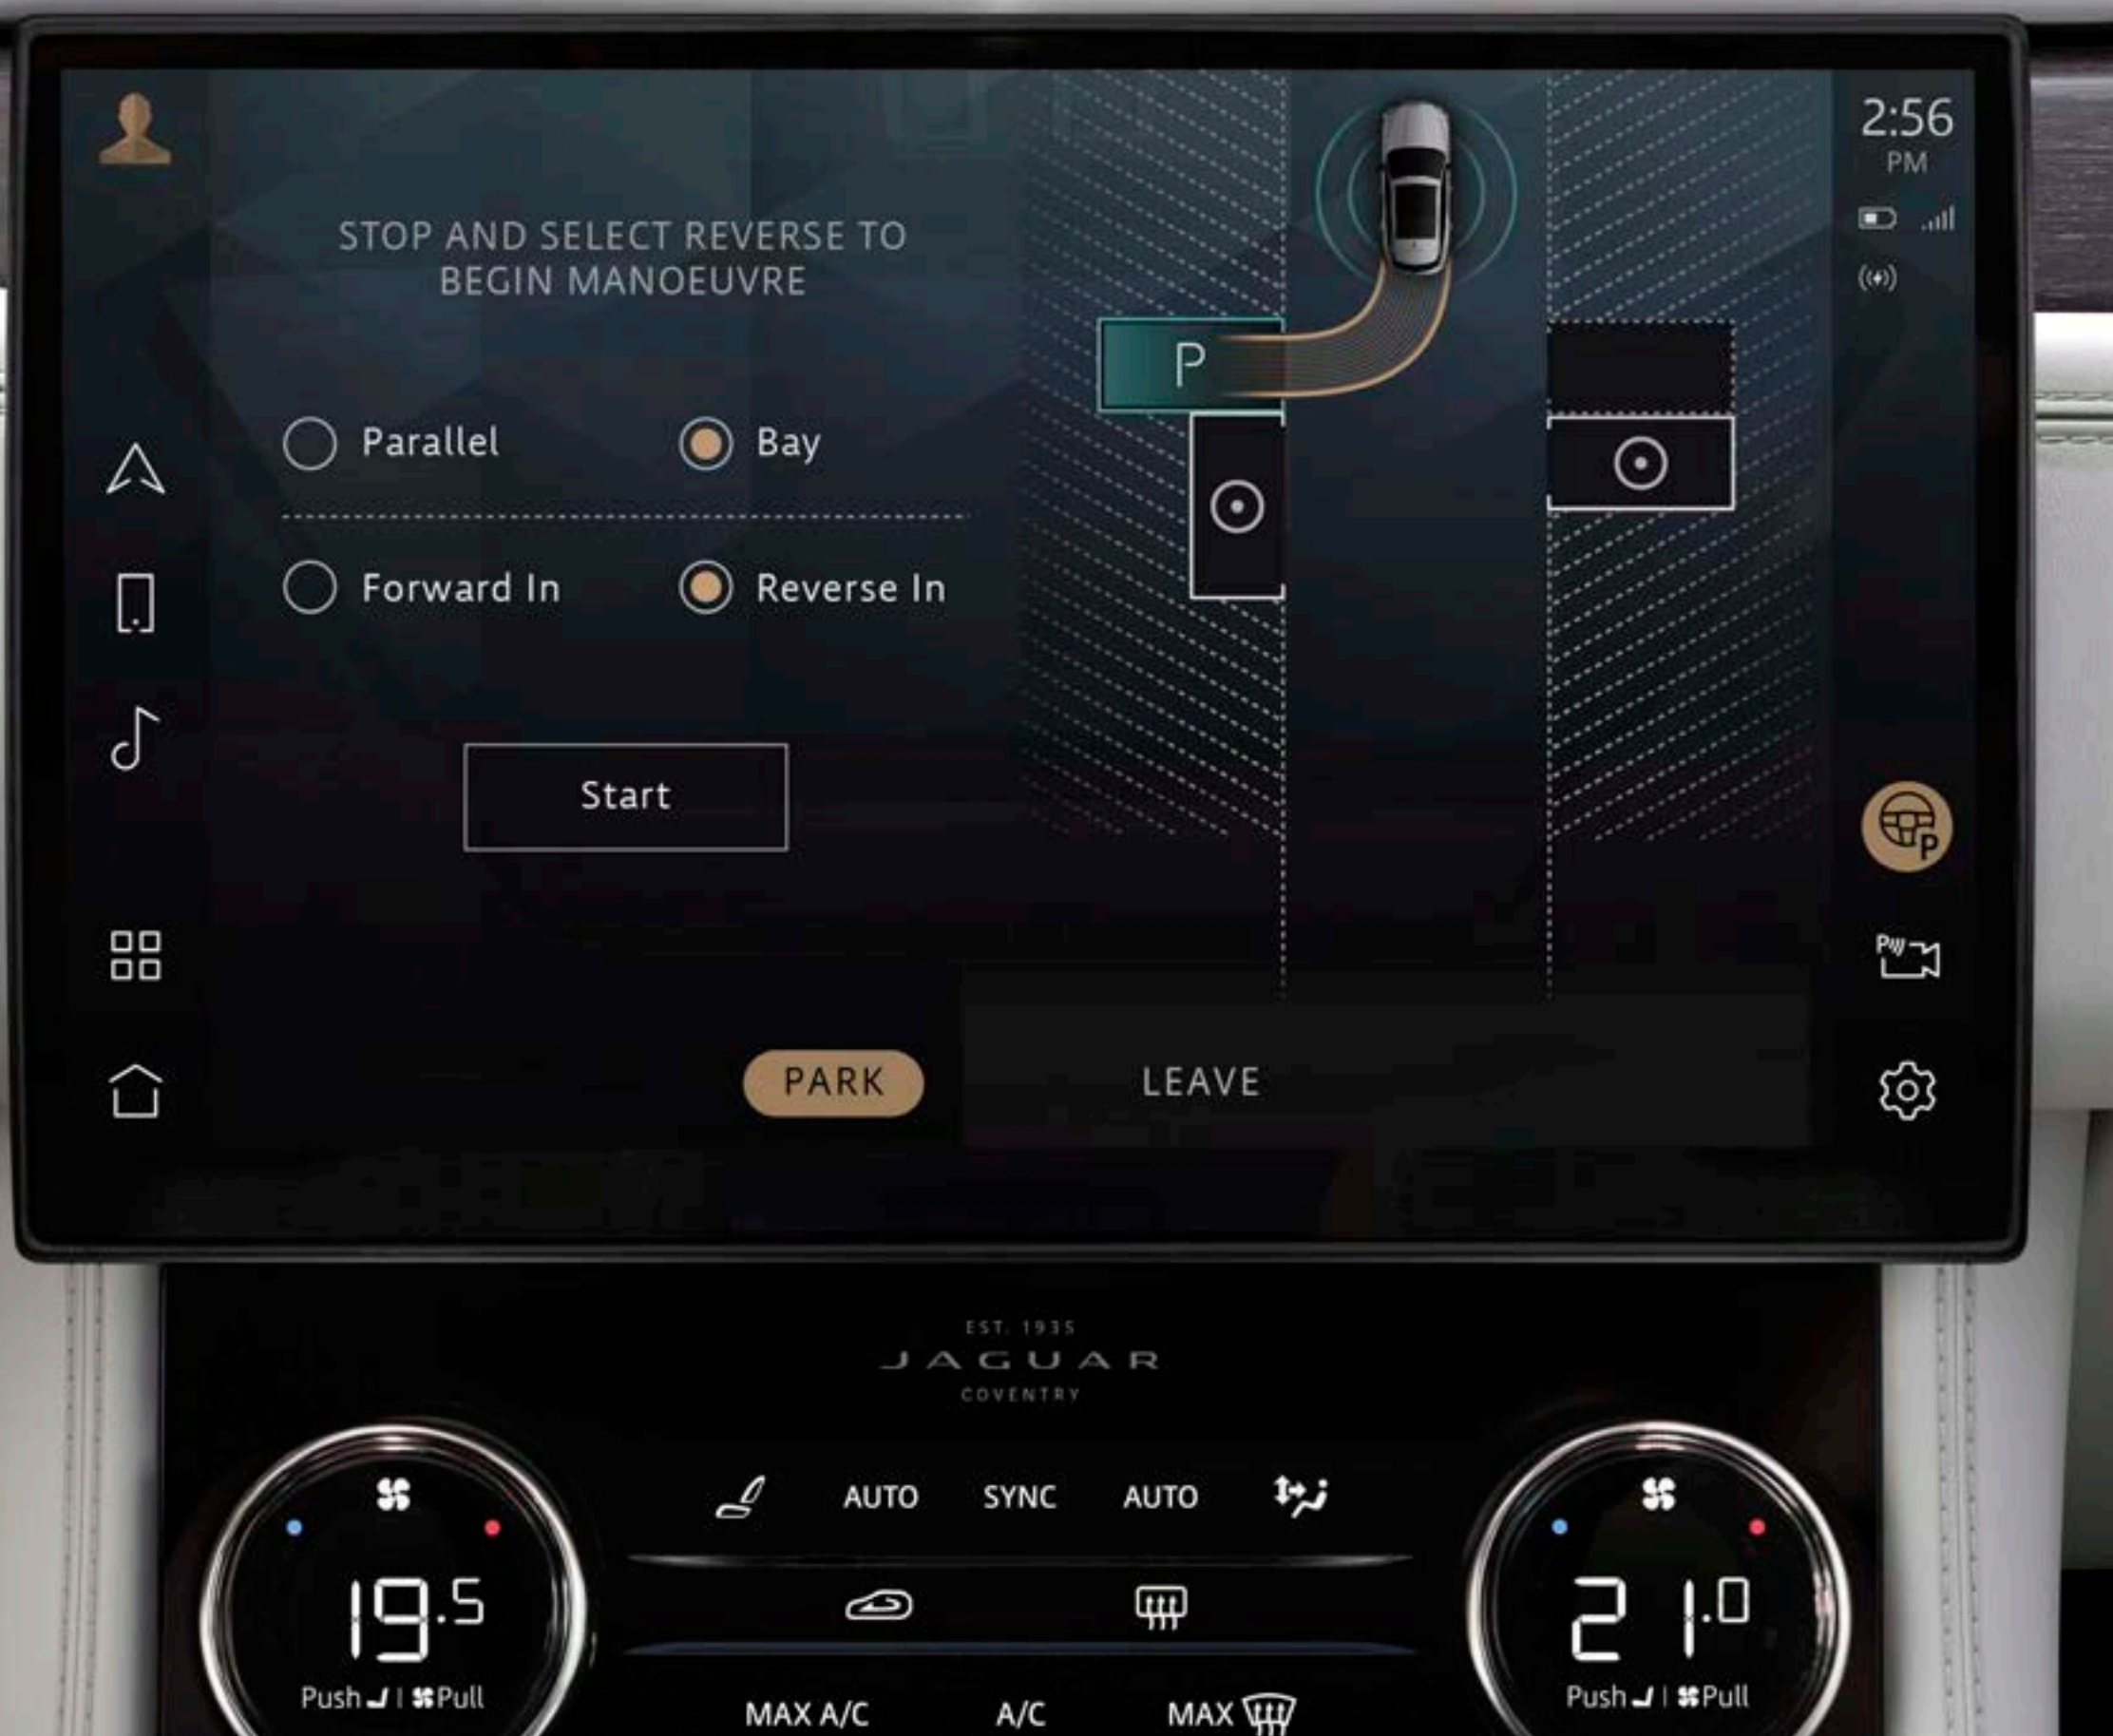 2:56
PM
STOP AND SELECT REVERSE TO
BEGIN MANOEUVRE
P
Parallel
Bay
Forward In
Reverse In
Start
P
P
PARK
LEAVE
EST. 1935
JAGUAR
COVENTRY
AUTO SYNC AUTO
19.5
21.0
Push | Pull
Push | Pull
MAX A/C A/C MAX